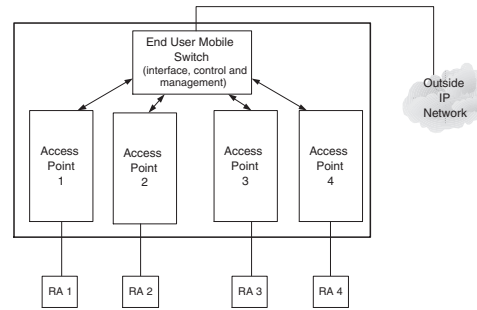 End User Mobile
Switch
(interface, control and
management)
Outside
IP
Network
Access
Point
1
Access
Point
2
Access
Point
3
Access
Point
4
RA 1
RA 2
RA 3
RA 4